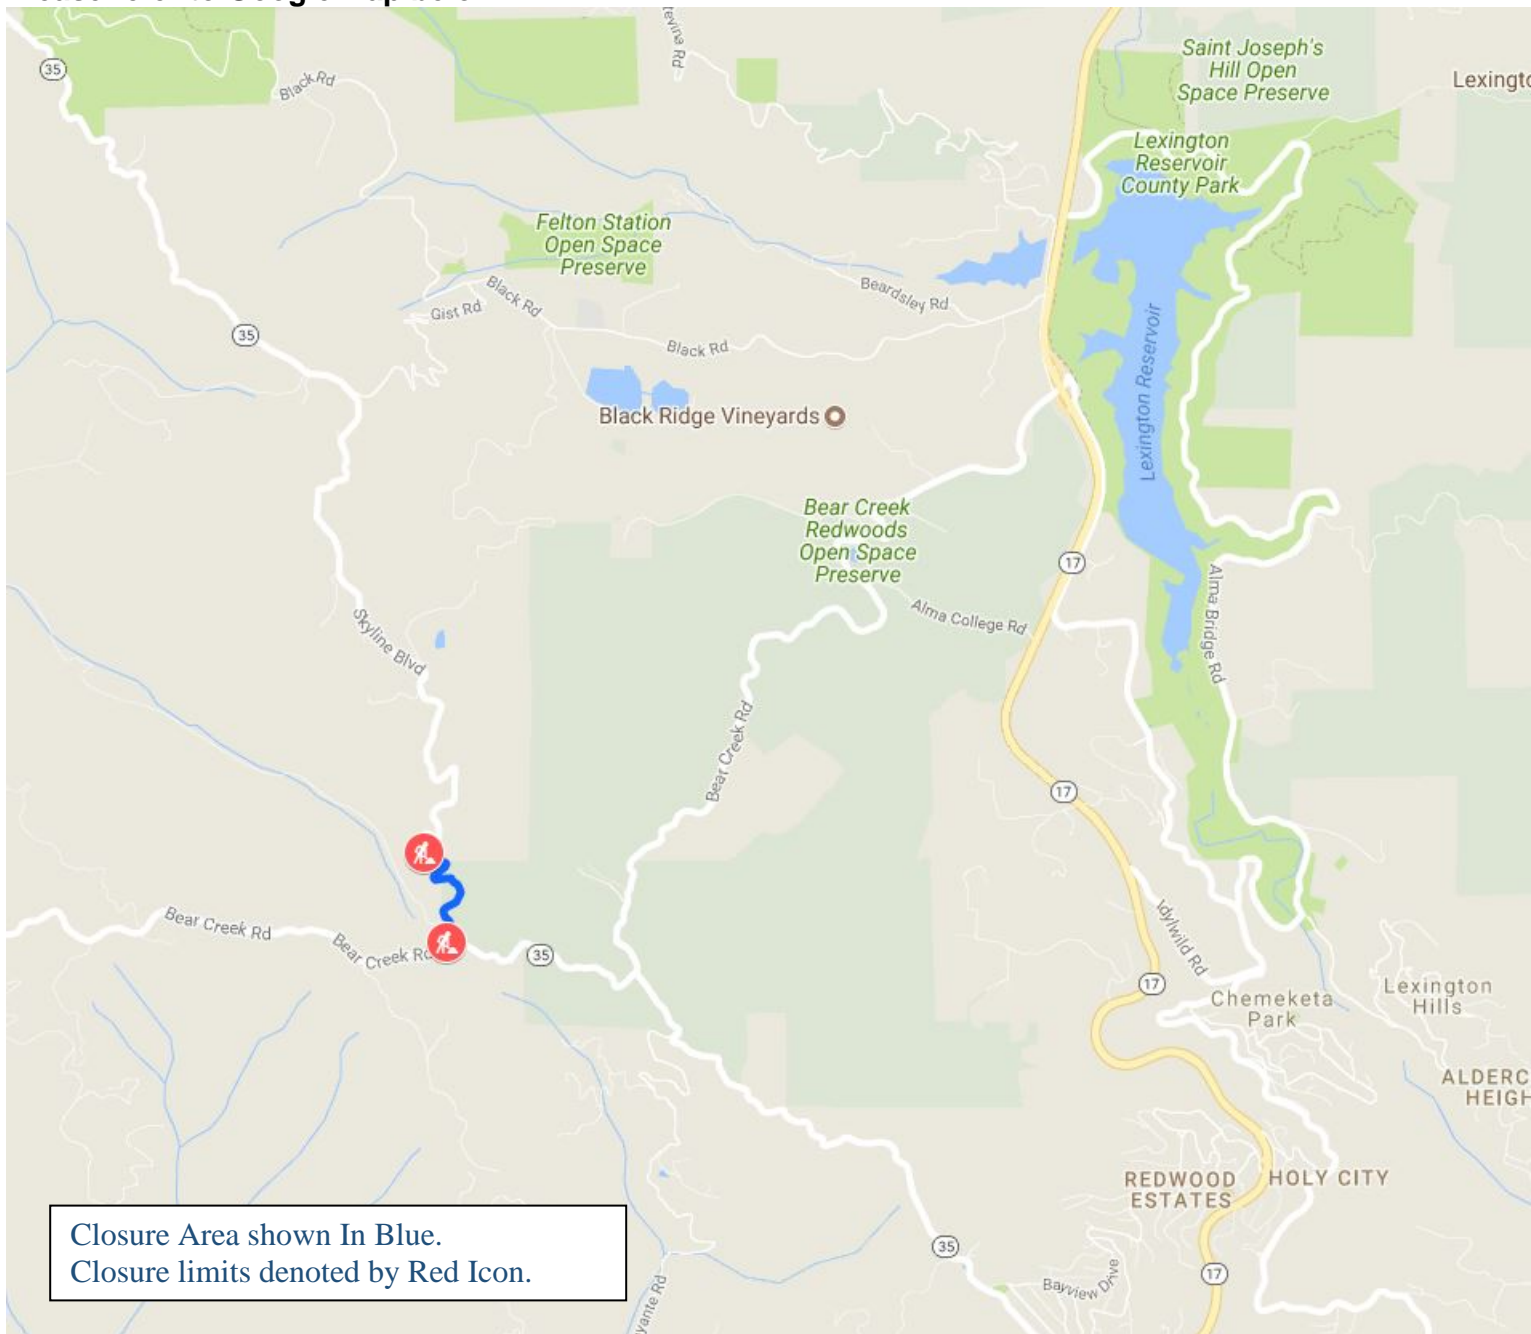 35
Black Rd
Saint Joseph's
Hill Open
Space Preserve
Lexington
Reservoir
County Park
Felton Station
Open Space
Preserve
Beardsley Rd
Black Rd
Gist Rd
35
Black Rd
Lexington Reservoir
Black Ridge Vineyards
Bear Creek
Redwoods
Open Space
Preserve
17
Alma Bridge Rd
Alma College Rd
Skyline Blvd
Bear Creek Rd
17
Bear Creek Rd
Bear Creek Rd
35
Idylwild Rd
17
Chemeketa
Park
Lexington
Hills
REDWOOD
ESTATES
HOLY CITY
Closure Area shown In Blue.
Closure limits denoted by Red Icon.
35
Bayview Drive
17